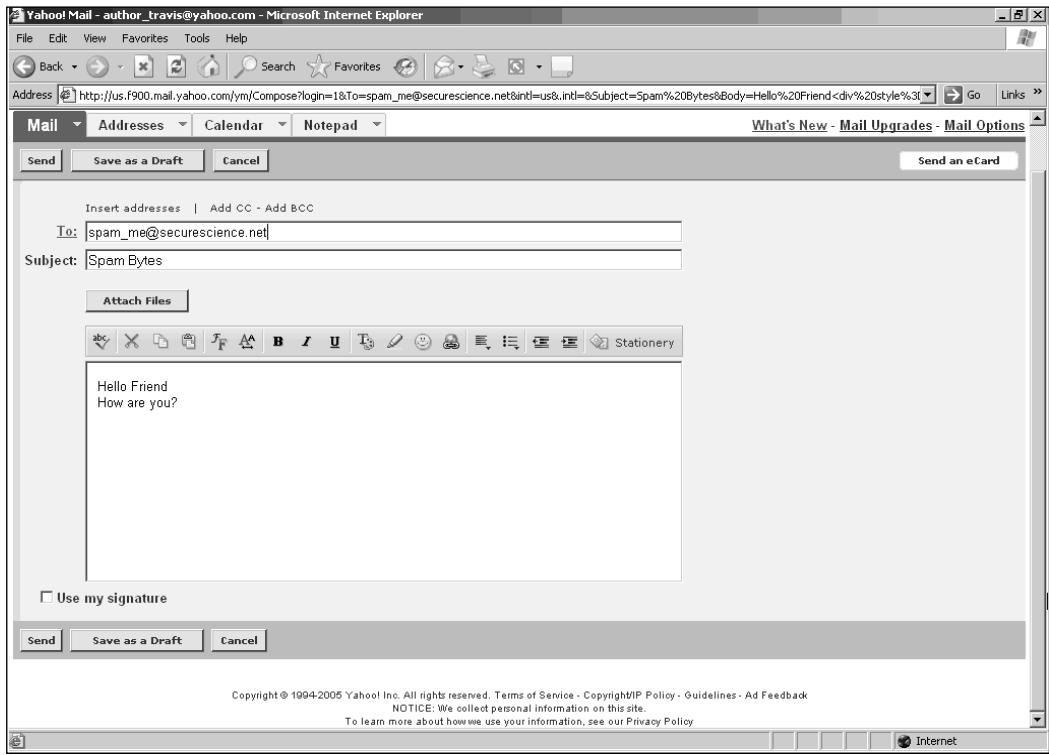 Yahoo! Mail - author_travis@yahoo.com - Microsoft Internet Explorer
File Edit View Favorites Tools Help
Back Search Favorites
Address http://us.f900.mail.yahoo.com/ym/Compose?login=1&To=spam_me@securescience.net&intl=us&.intl=&Subject=Spam%20Bytes&Body=Hello%20Friend<div%20style%3( Go Links »
Mail Addresses Calendar Notepad What's New - Mail Upgrades - Mail Options
Send Save as a Draft Cancel Send an eCard
Insert addresses | Add CC - Add BCC
To: spam_me@securescience.net
Subject: Spam Bytes
Attach Files
abc B I U Stationery
Hello Friend
How are you?
Use my signature
Send Save as a Draft Cancel
Copyright © 1994-2005 Yahoo! Inc. All rights reserved. Terms of Service - Copyright/IP Policy - Guidelines - Ad Feedback
NOTICE: We collect personal information on this site.
To learn more about how we use your information, see our Privacy Policy
Internet